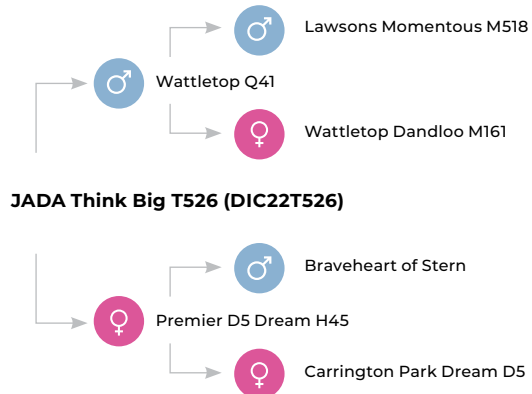 Lawsons Momentous M518
Wattletop Q41
Wattletop Dandloo M161
JADA Think Big T526 (DIC22T526)
Braveheart of Stern
Premier D5 Dream H45
Carrington Park Dream D5